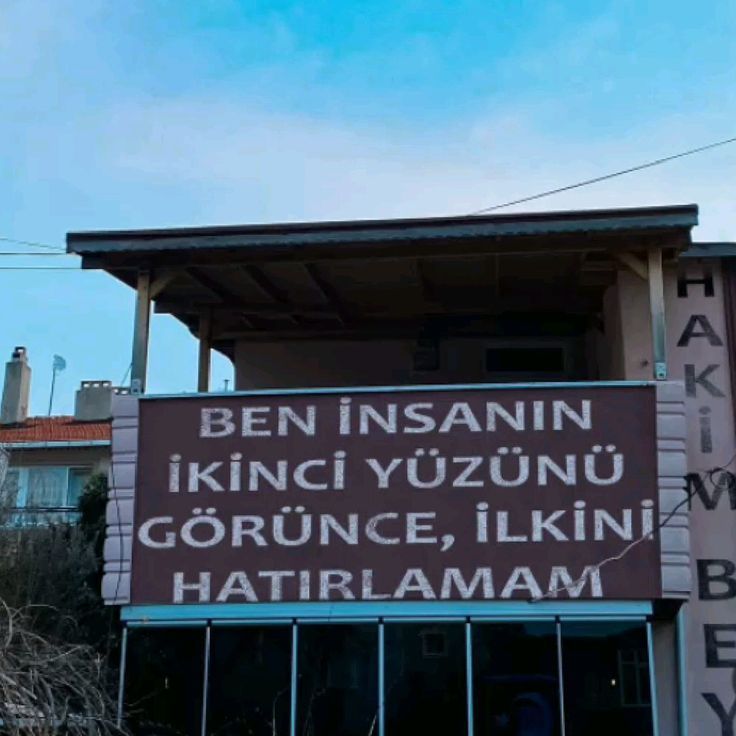 BEN İNSANIN
İKİNCİ YÜZÜNÜ
GÖRÜNCE, İLKİNİ
HATIRLAMAM
HAKİM BEY